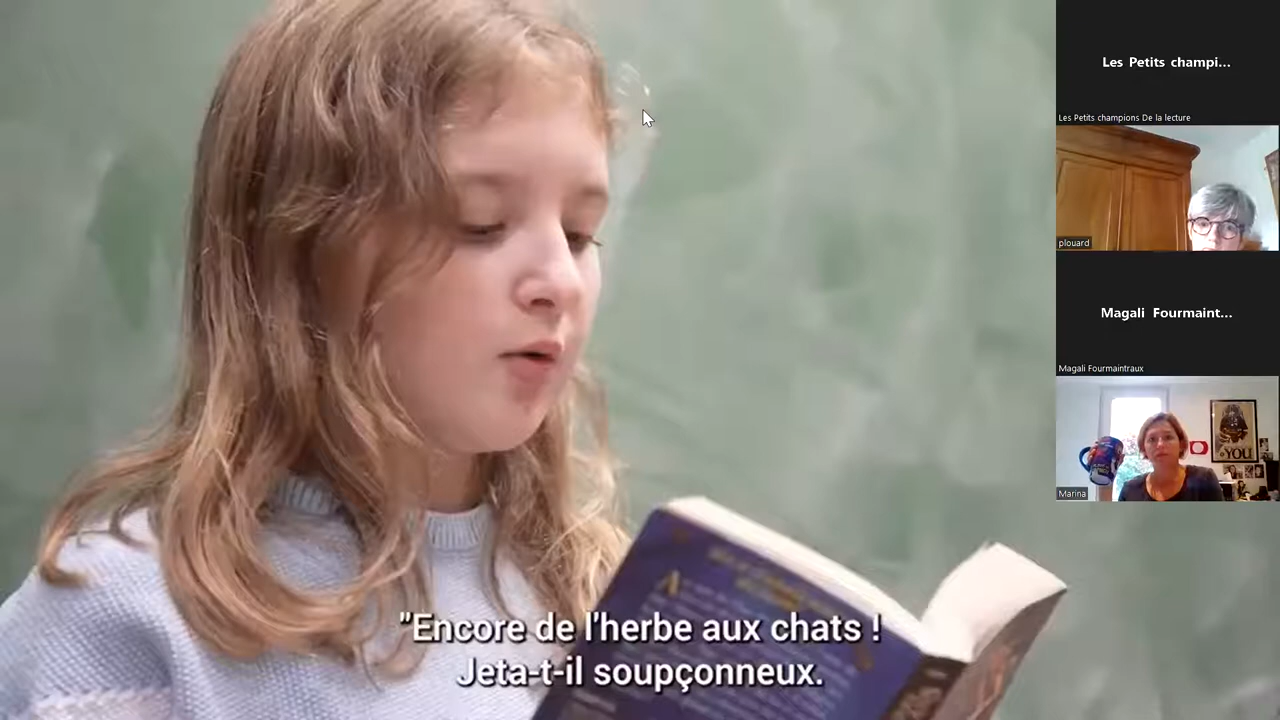 Les Petits champi...
Les Petits champions De la lecture
plouard
Magali Fourmaint...
Magali Fourmaintraux
YOU
Marina
"Encore de l'herbe aux chats !
Jeta-t-il soupçonneux.